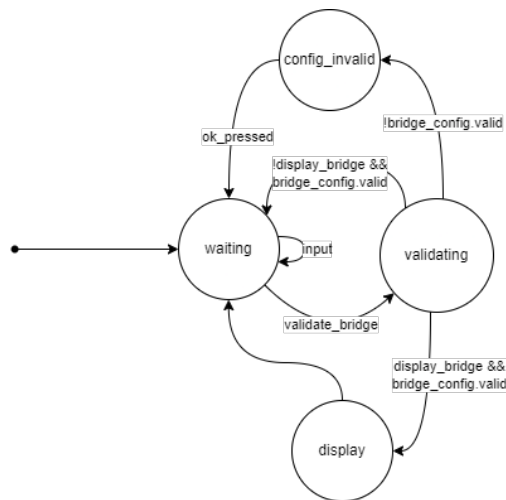 config_invalid
ok_pressed
!bridge_config.valid
!display_bridge &&
bridge_config.valid
waiting
input
validating
validate_bridge
display_bridge &&
bridge_config.valid
display